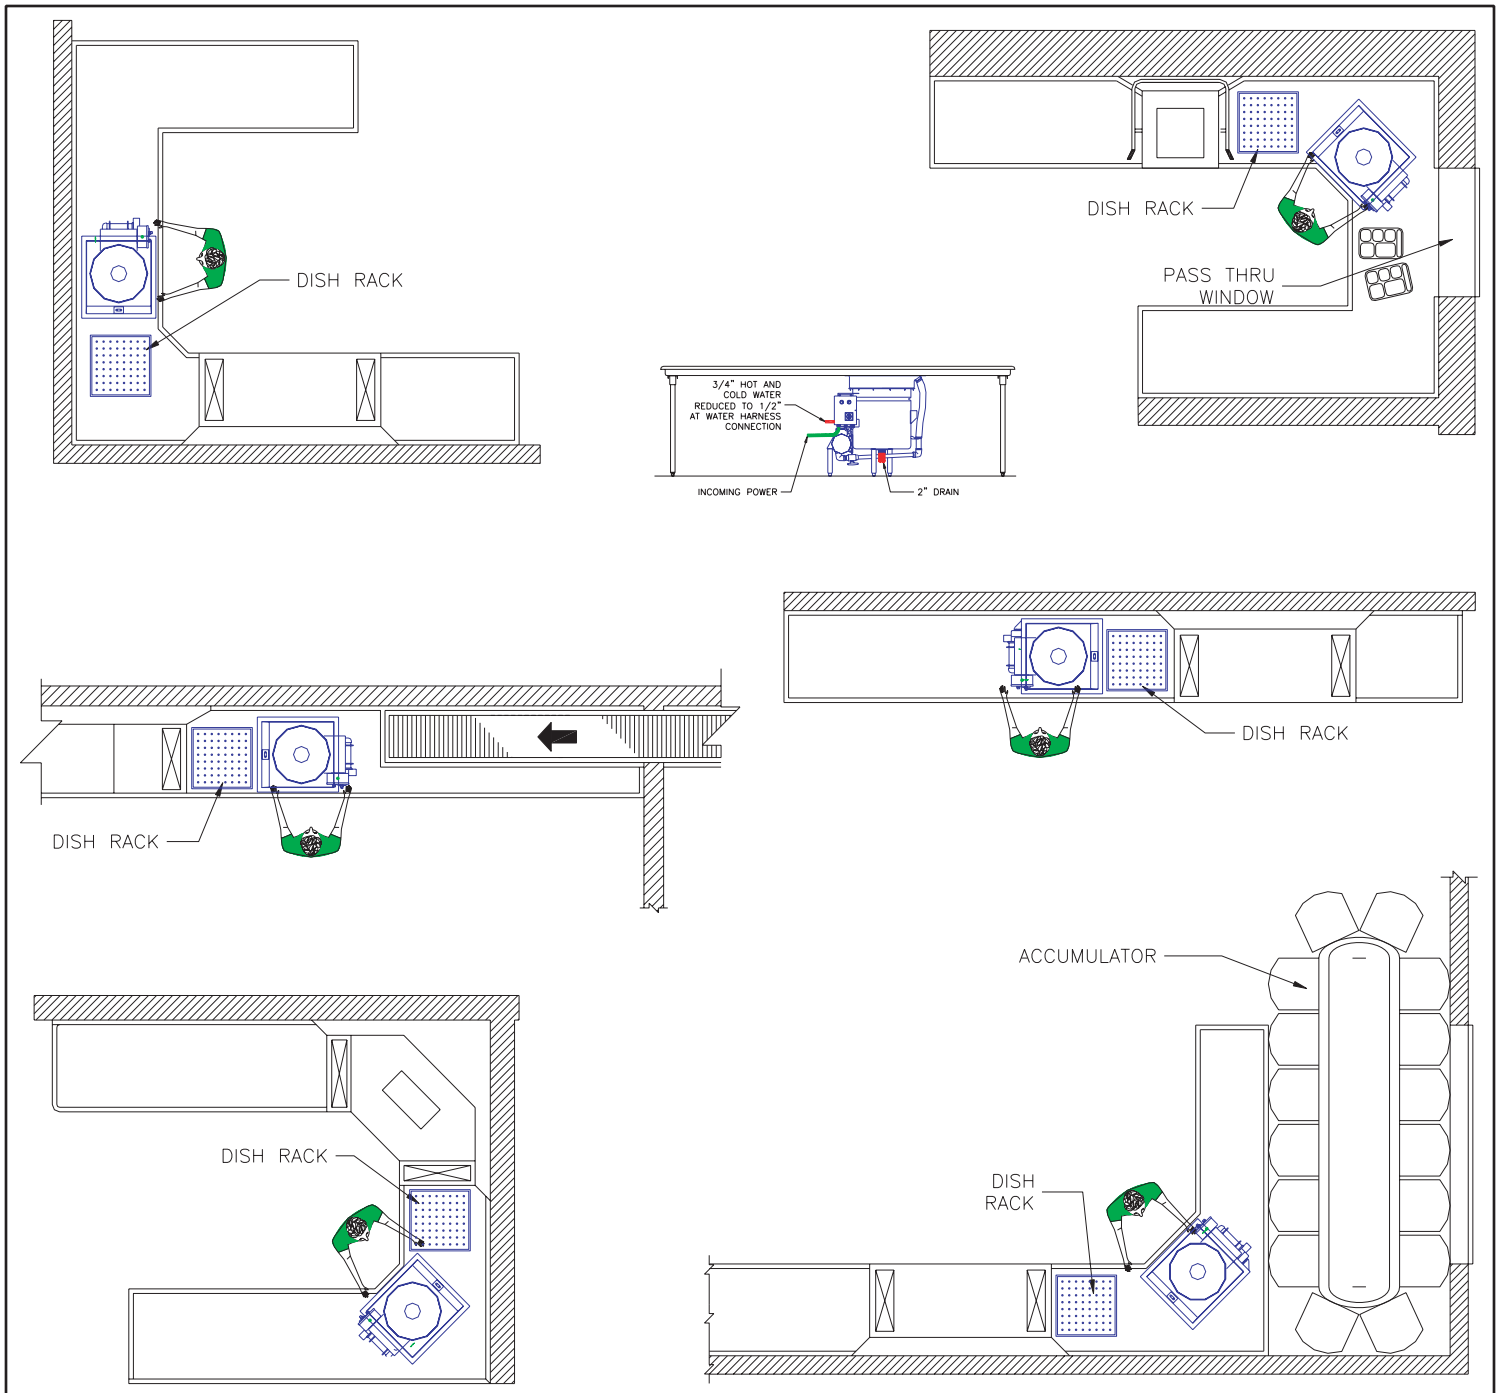 DISH RACK
DISH RACK
PASS THRU
WINDOW
3/4" HOT AND
COLD WATER
REDUCED TO 1/2"
AT WATER HARNESS
CONNECTION
INCOMING POWER
2" DRAIN
DISH RACK
DISH RACK
ACCUMULATOR
DISH RACK
DISH
RACK